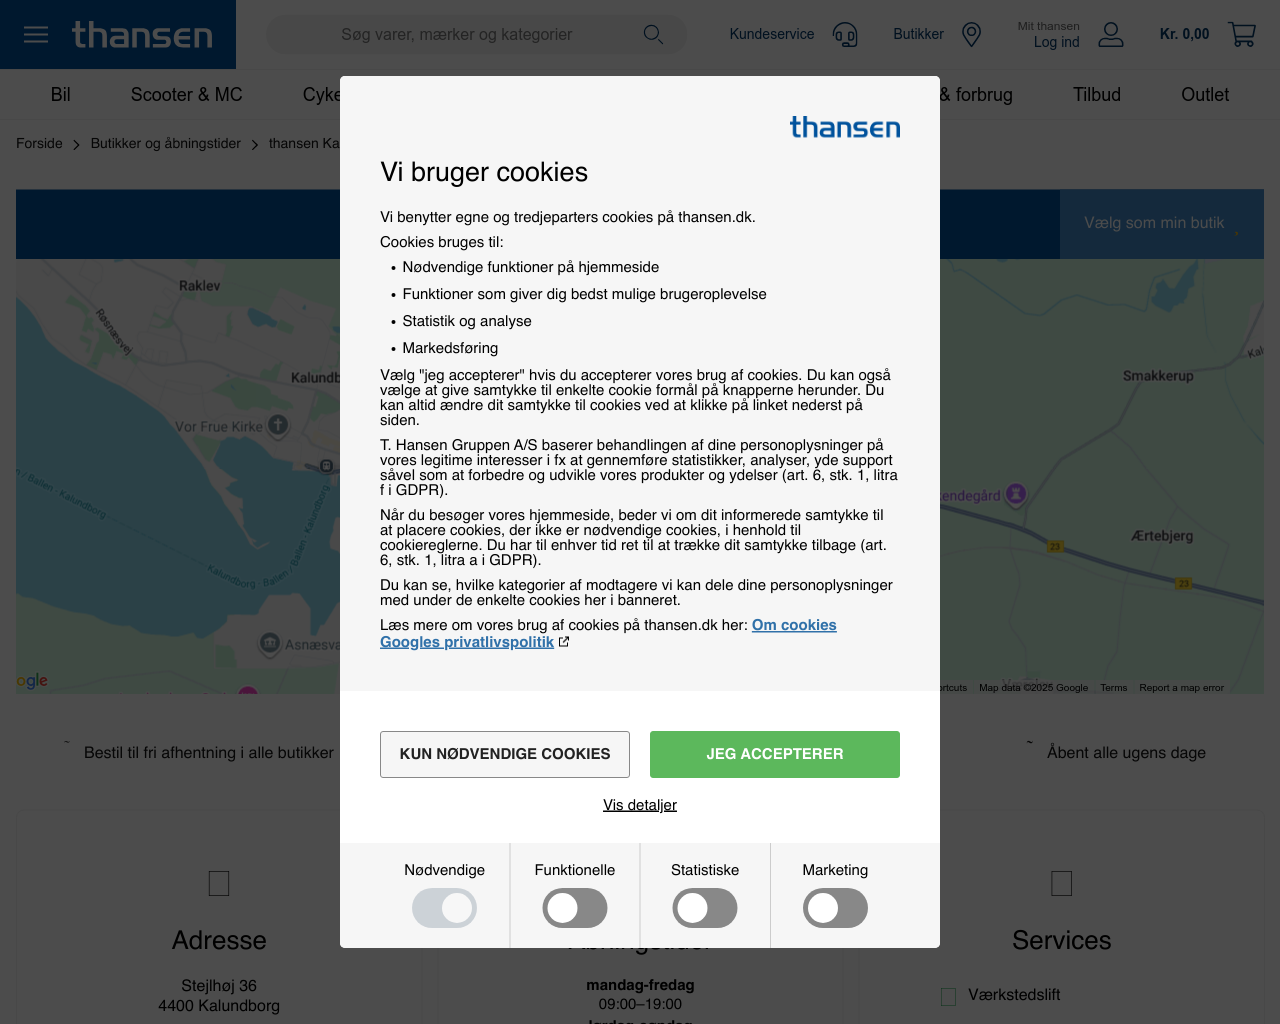 thansen
Søg varer, mærker og kategorier
Kundeservice
Butikker
Mit thansen
Log ind
Kr. 0,00
Bil
Scooter & MC
Cyke
& forbrug
Tilbud
Outlet
Forside
Butikker og åbningstider
thansen Ka
Vælg som min butik
thansen
Vi bruger cookies
Vi benytter egne og tredjeparters cookies på thansen.dk.
Cookies bruges til:
• Nødvendige funktioner på hjemmeside
• Funktioner som giver dig bedst mulige brugeroplevelse
• Statistik og analyse
• Markedsføring
Vælg "jeg accepterer" hvis du accepterer vores brug af cookies. Du kan også
vælge at give samtykke til enkelte cookie formål på knapperne herunder. Du
kan altid ændre dit samtykke til cookies ved at klikke på linket nederst på
siden.
T. Hansen Gruppen A/S baserer behandlingen af dine personoplysninger på
vores legitime interesser i fx at gennemføre statistikker, analyser, yde support
såvel som at forbedre og udvikle vores produkter og ydelser (art. 6, stk. 1, litra
f i GDPR).
Når du besøger vores hjemmeside, beder vi om dit informerede samtykke til
at placere cookies, der ikke er nødvendige cookies, i henhold til
cookiereglerne. Du har til enhver tid ret til at trække dit samtykke tilbage (art.
6, stk. 1, litra a i GDPR).
Du kan se, hvilke kategorier af modtagere vi kan dele dine personoplysninger
med under de enkelte cookies her i banneret.
Læs mere om vores brug af cookies på thansen.dk her: Om cookies
Googles privatlivspolitik
KUN NØDVENDIGE COOKIES
JEG ACCEPTERER
Vis detaljer
Nødvendige
Funktionelle
Statistiske
Marketing
Raklev
Røsnæsvej
Kalundb
Vor Frue Kirke
Ballen - Kalundborg
Kalundborg - Ballen / Ballen
Asnæsva
ogle
Smakkerup
Kal
kendegård
Ærtebjerg
23
23
ortcuts
Map data ©2025 Google
Terms
Report a map error
Bestil til fri afhentning i alle butikker
Åbent alle ugens dage
Adresse
Stejlhøj 36
4400 Kalundborg
mandag-fredag
09:00–19:00
Services
Værkstedslift